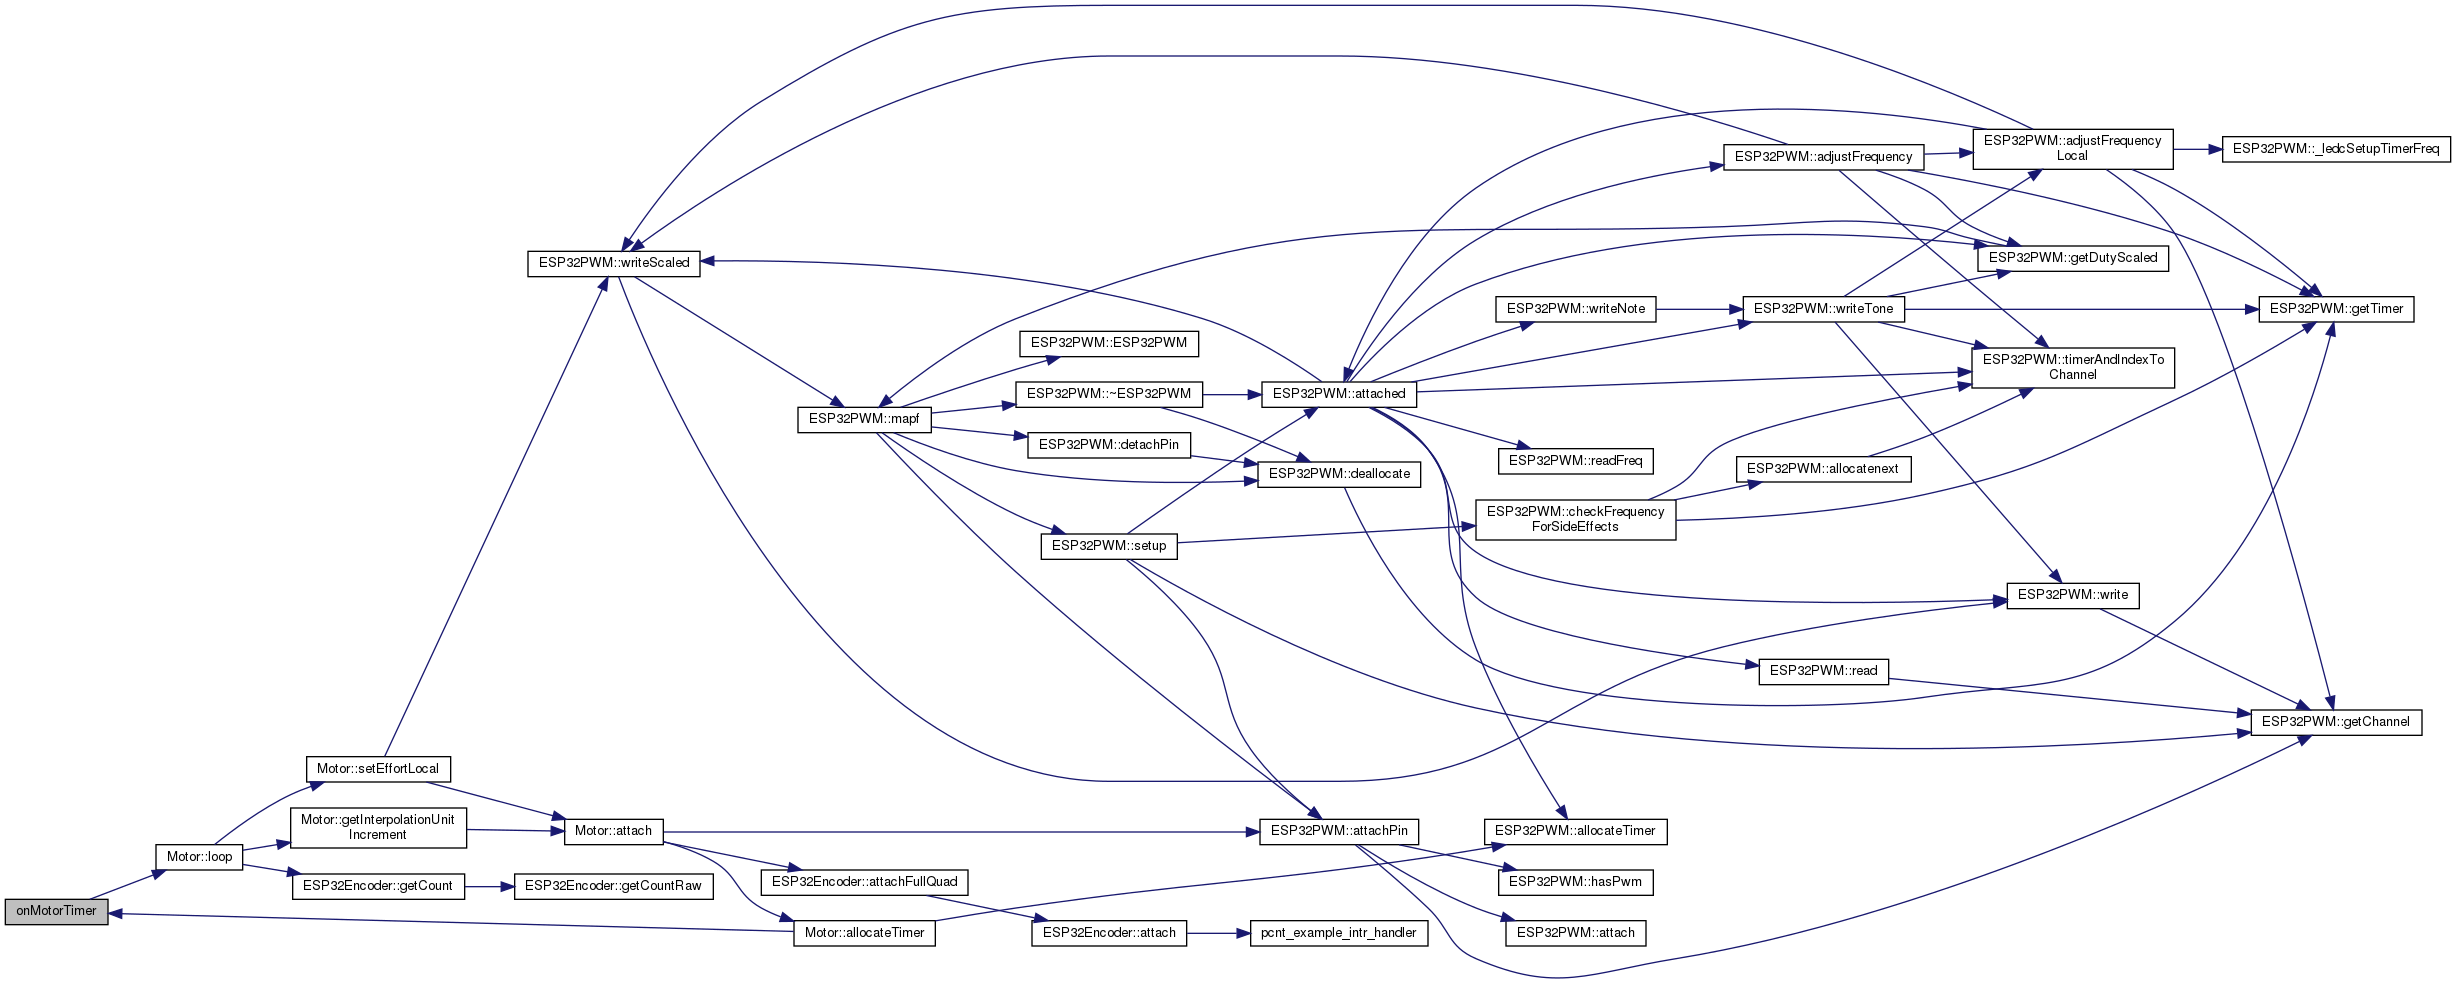 ESP32PWM::adjustFrequency
Local
ESP32PWM::_ledcSetupTimerFreq
ESP32PWM::adjustFrequency
ESP32PWM::writeScaled
ESP32PWM::getDutyScaled
ESP32PWM::writeNote
ESP32PWM::writeTone
ESP32PWM::getTimer
ESP32PWM::ESP32PWM
ESP32PWM::timerAndIndexTo
Channel
ESP32PWM::~ESP32PWM
ESP32PWM::attached
ESP32PWM::mapf
ESP32PWM::detachPin
ESP32PWM::readFreq
ESP32PWM::deallocate
ESP32PWM::allocatenext
ESP32PWM::checkFrequency
ForSideEffects
ESP32PWM::setup
ESP32PWM::write
ESP32PWM::read
ESP32PWM::getChannel
Motor::setEffortLocal
Motor::getInterpolationUnit
Increment
Motor::attach
ESP32PWM::attachPin
ESP32PWM::allocateTimer
Motor::loop
ESP32Encoder::getCount
ESP32Encoder::getCountRaw
ESP32Encoder::attachFullQuad
ESP32PWM::hasPwm
onMotorTimer
Motor::allocateTimer
ESP32Encoder::attach
pcnt_example_intr_handler
ESP32PWM::attach